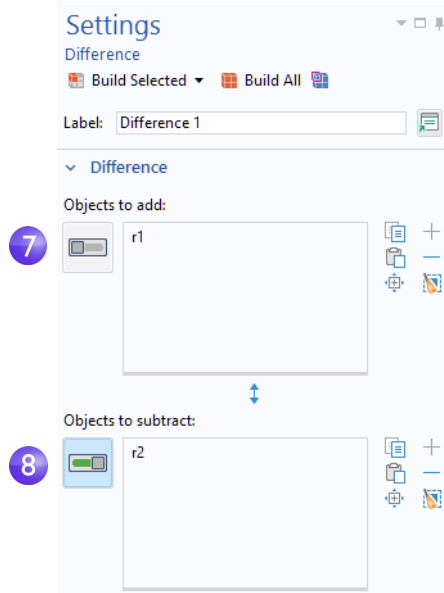 Settings
Difference
Build Selected Build All
Label: Difference 1
Difference
Objects to add:
7 r1
Objects to subtract:
8 r2